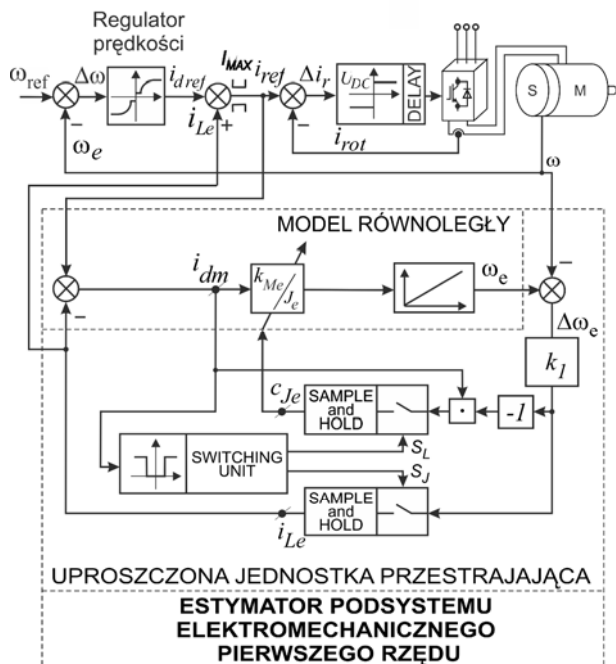 Regulator
prędkości
I_MAX
ω_ref
Δω
i_dref
i_ref
Δi_r
U_DC
DELAY
S
M
i_Le
+
−
−
ω_e
i_rot
ω
MODEL RÓWNOLEGŁY
−
i_dm
k_Me/J_e
ω_e
−
Δω_e
k_1
c_Je
SAMPLE
and
HOLD
·
-1
SWITCHING
UNIT
S_L
S_J
SAMPLE
and
HOLD
i_Le
UPROSZCZONA JEDNOSTKA PRZESTRAJAJĄCA
ESTYMATOR PODSYSTEMU
ELEKTROMECHANICZNEGO
PIERWSZEGO RZĘDU